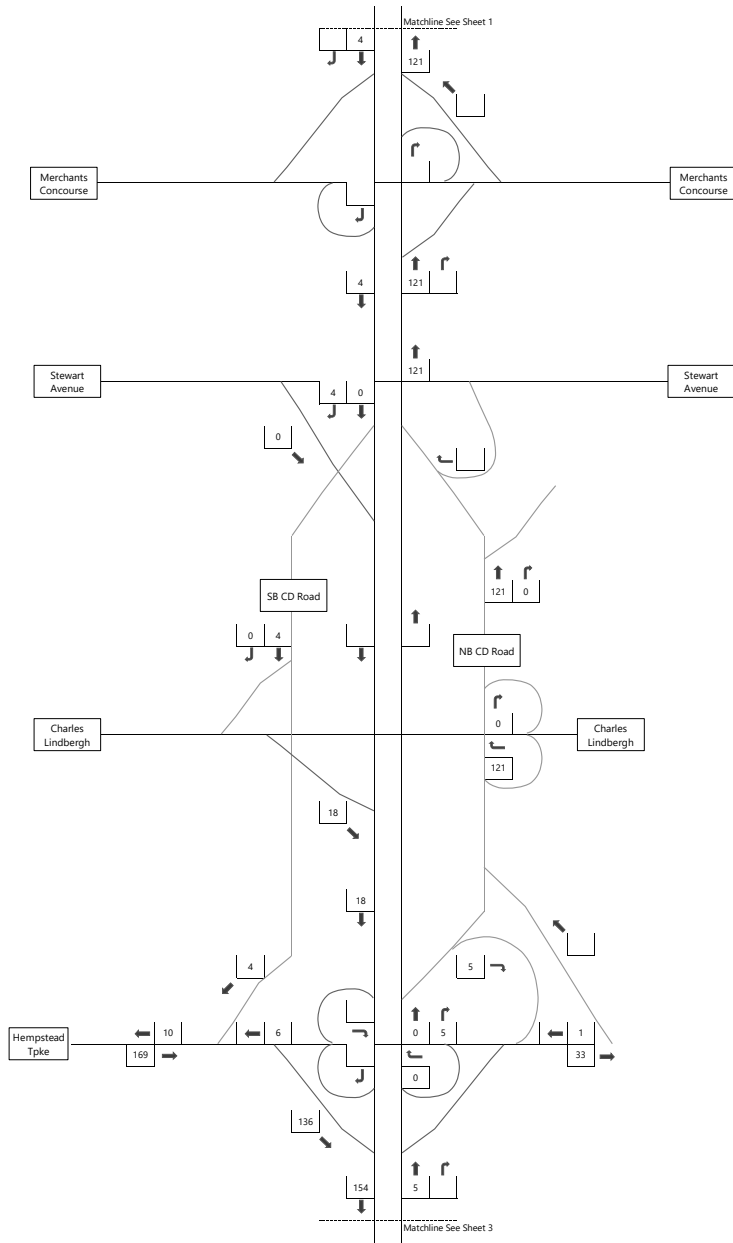 Matchline See Sheet 1
4
121
Merchants
Concourse
Merchants
Concourse
4
121
121
Stewart
Avenue
Stewart
Avenue
4 0
0
121 0
SB CD Road
0 4
NB CD Road
0
Charles
Lindbergh
Charles
Lindbergh
121
18
18
4
5
10
6
0 5
1
Hempstead
Tpke
169
33
0
136
154
5
Matchline See Sheet 3